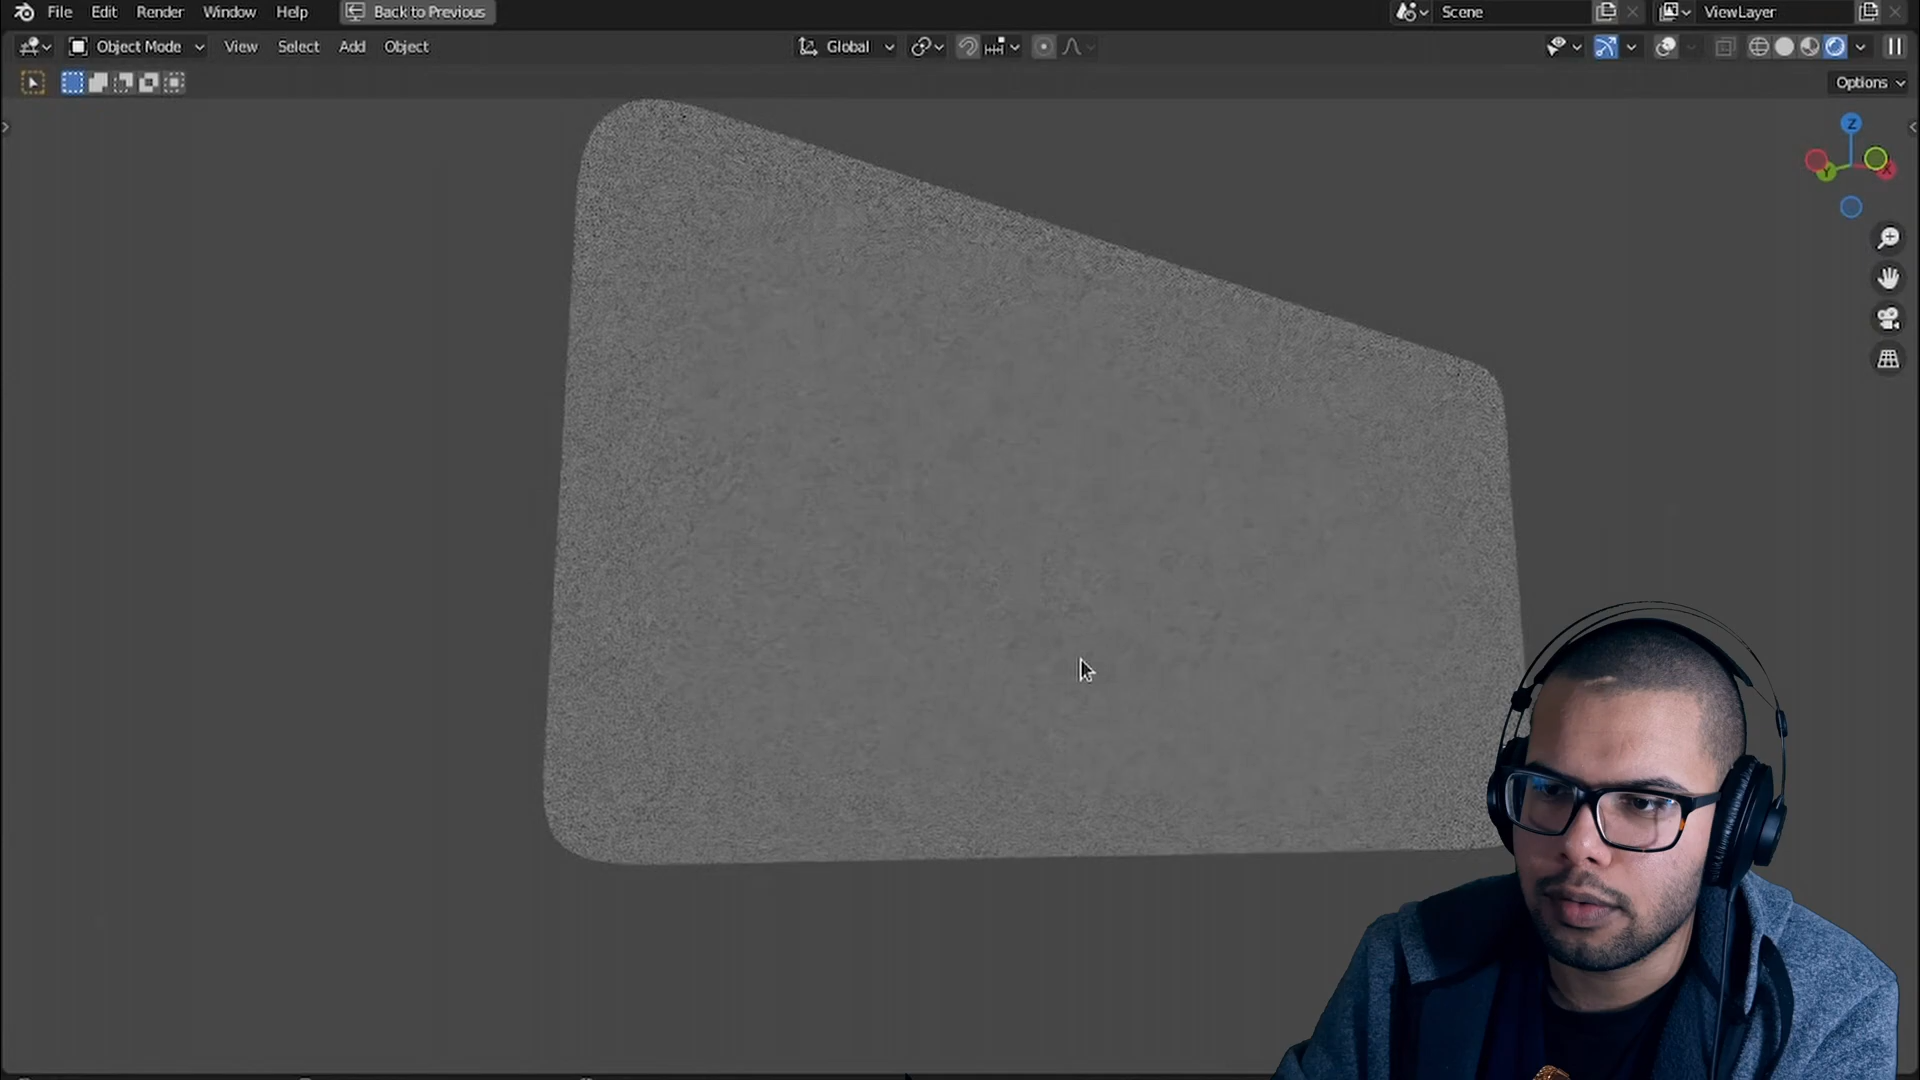 File Edit Render Window Help Back to Previous Scene ViewLayer
Object Mode View Select Add Object Global
Options
Z
Y X